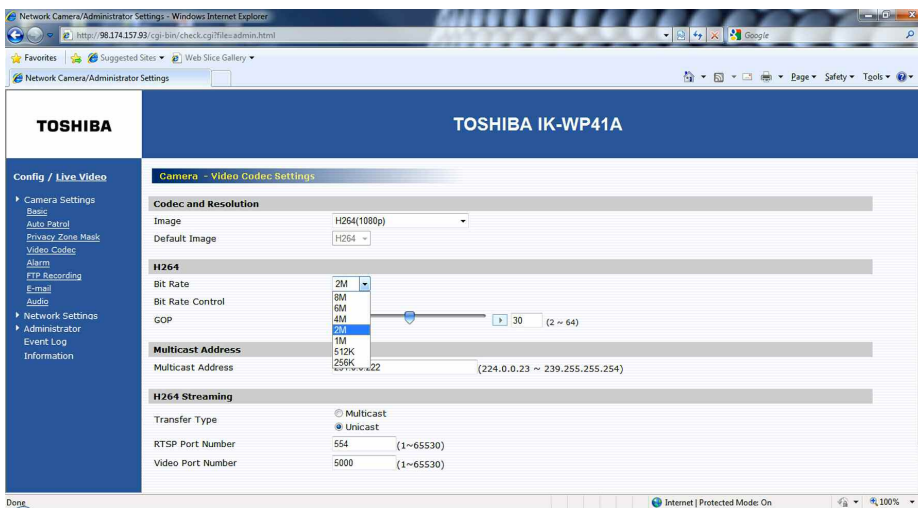 Network Camera/Administrator Settings - Windows Internet Explorer
http://98.174.157.93/cgi-bin/check.cgi?file=admin.html
Google
Favorites Suggested Sites Web Slice Gallery
Network Camera/Administrator Settings
Page Safety Tools
TOSHIBA
TOSHIBA IK-WP41A
Config / Live Video
Camera Settings
Basic
Auto Patrol
Privacy Zone Mask
Video Codec
Alarm
FTP Recording
E-mail
Audio
Network Settings
Administrator
Event Log
Information
Camera - Video Codec Settings
Codec and Resolution
Image H264(1080p)
Default Image H264
H264
Bit Rate 2M
8M
6M
4M
2M
1M
512K
256K
Bit Rate Control
GOP 30 (2 ~ 64)
Multicast Address
Multicast Address (224.0.0.23 ~ 239.255.255.254)
H264 Streaming
Transfer Type
Multicast
Unicast
RTSP Port Number 554 (1~65530)
Video Port Number 5000 (1~65530)
Done Internet | Protected Mode: On 100%